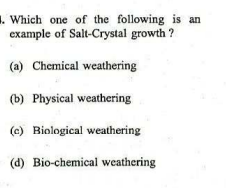 . Which one of the following is an
example of Salt-Crystal growth ?
(a) Chemical weathering
(b) Physical weathering
(c) Biological weathering
(d) Bio-chemical weathering